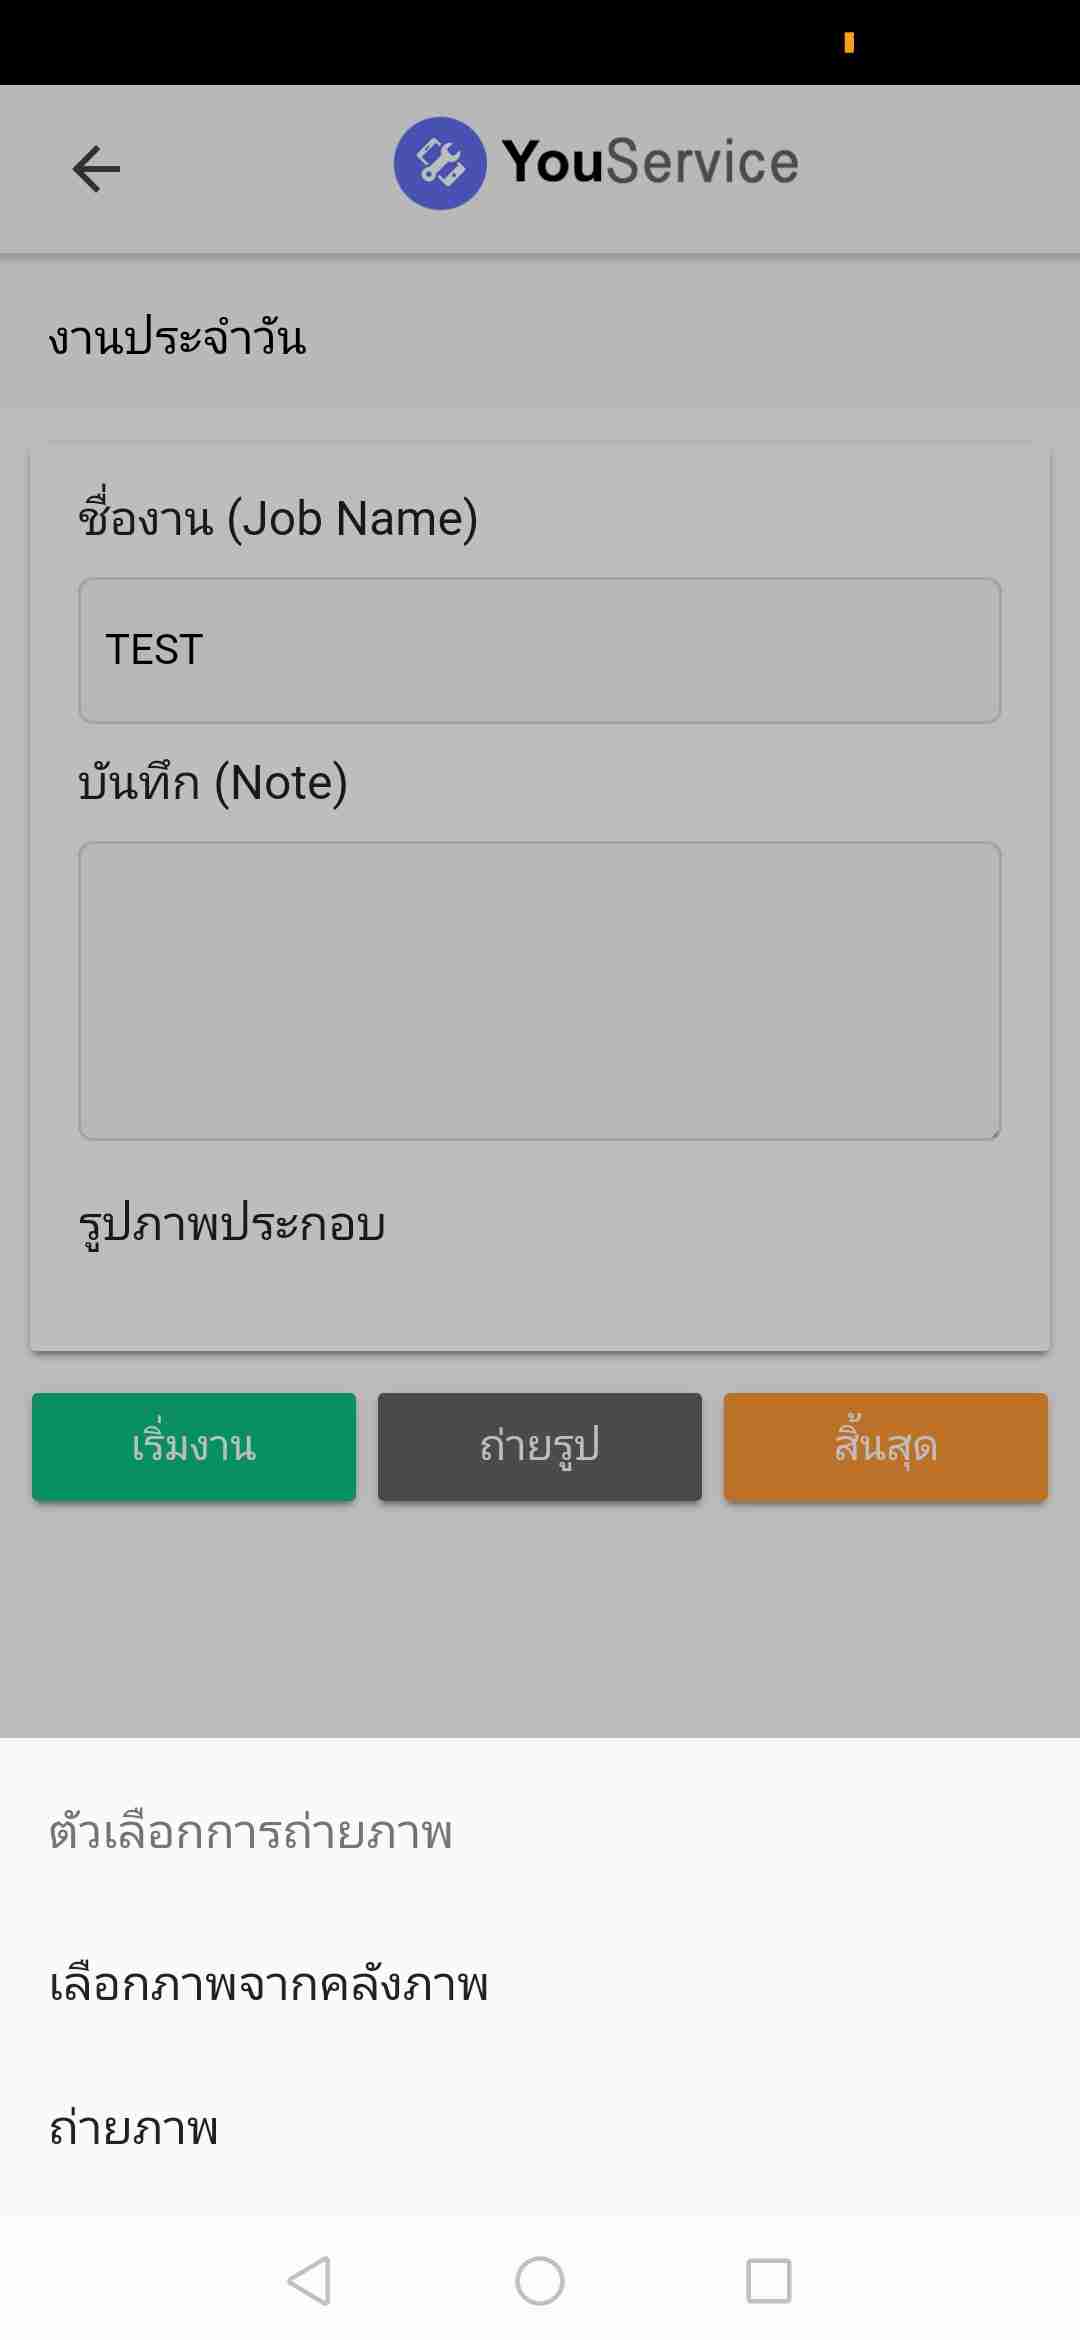 YouService
งานประจำวัน
ชื่องาน (Job Name)
TEST
บันทึก (Note)
รูปภาพประกอบ
เริ่มงาน ถ่ายรูป สิ้นสุด
ตัวเลือกการถ่ายภาพ
เลือกภาพจากคลังภาพ
ถ่ายภาพ